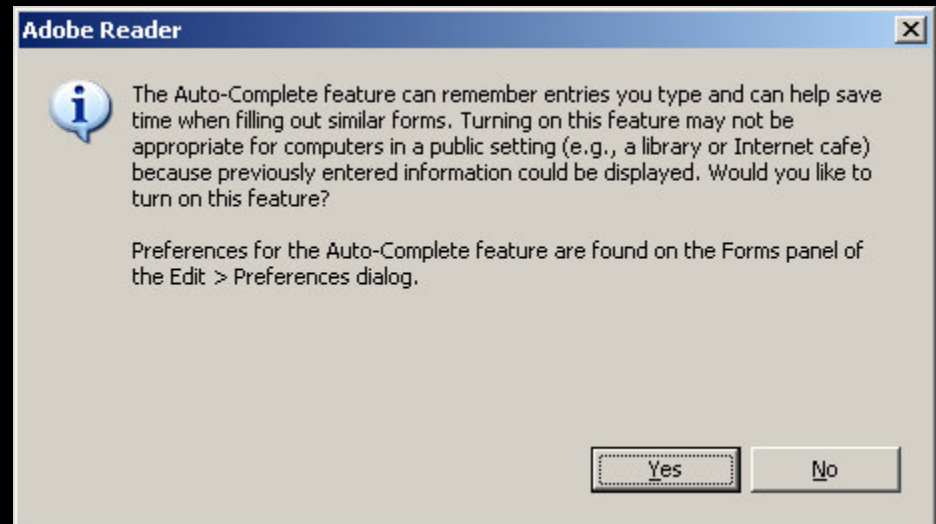 Adobe Reader
The Auto-Complete feature can remember entries you type and can help save
time when filling out similar forms. Turning on this feature may not be
appropriate for computers in a public setting (e.g., a library or Internet cafe)
because previously entered information could be displayed. Would you like to
turn on this feature?
Preferences for the Auto-Complete feature are found on the Forms panel of
the Edit > Preferences dialog.
Yes No